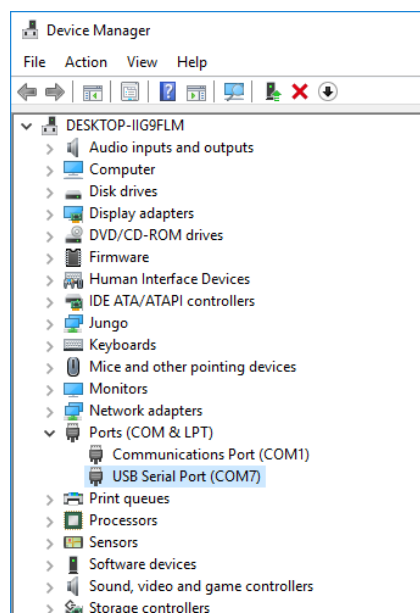 Device Manager
File Action View Help
DESKTOP-IIG9FLM
Audio inputs and outputs
Computer
Disk drives
Display adapters
DVD/CD-ROM drives
Firmware
Human Interface Devices
IDE ATA/ATAPI controllers
Jungo
Keyboards
Mice and other pointing devices
Monitors
Network adapters
Ports (COM & LPT)
Communications Port (COM1)
USB Serial Port (COM7)
Print queues
Processors
Sensors
Software devices
Sound, video and game controllers
Storage controllers